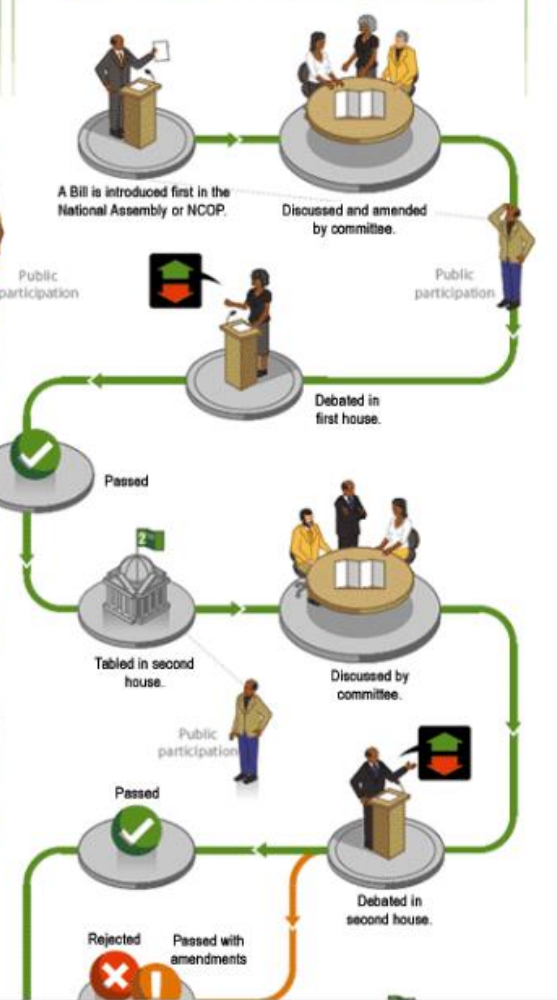 A Bill is introduced first in the
National Assembly or NCOP.
Discussed and amended
by committee.
Public
participation
Public
participation
Debated in
first house.
Passed
2
Tabled in second
house.
Discussed by
committee.
Public
participation
Passed
Debated in
second house.
Rejected
Passed with
amendments